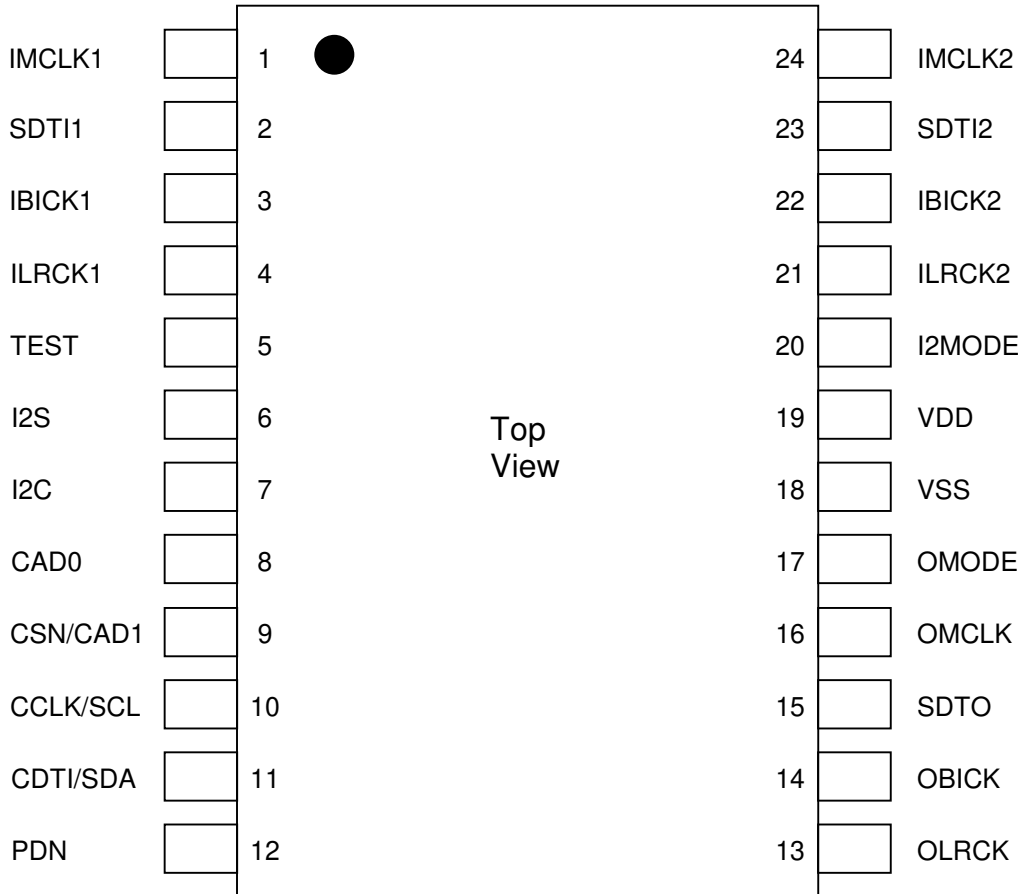 IMCLK1 1 24 IMCLK2
SDTI1 2 23 SDTI2
IBICK1 3 22 IBICK2
ILRCK1 4 21 ILRCK2
TEST 5 20 I2MODE
I2S 6 19 VDD
Top
View
I2C 7 18 VSS
CAD0 8 17 OMODE
CSN/CAD1 9 16 OMCLK
CCLK/SCL 10 15 SDTO
CDTI/SDA 11 14 OBICK
PDN 12 13 OLRCK